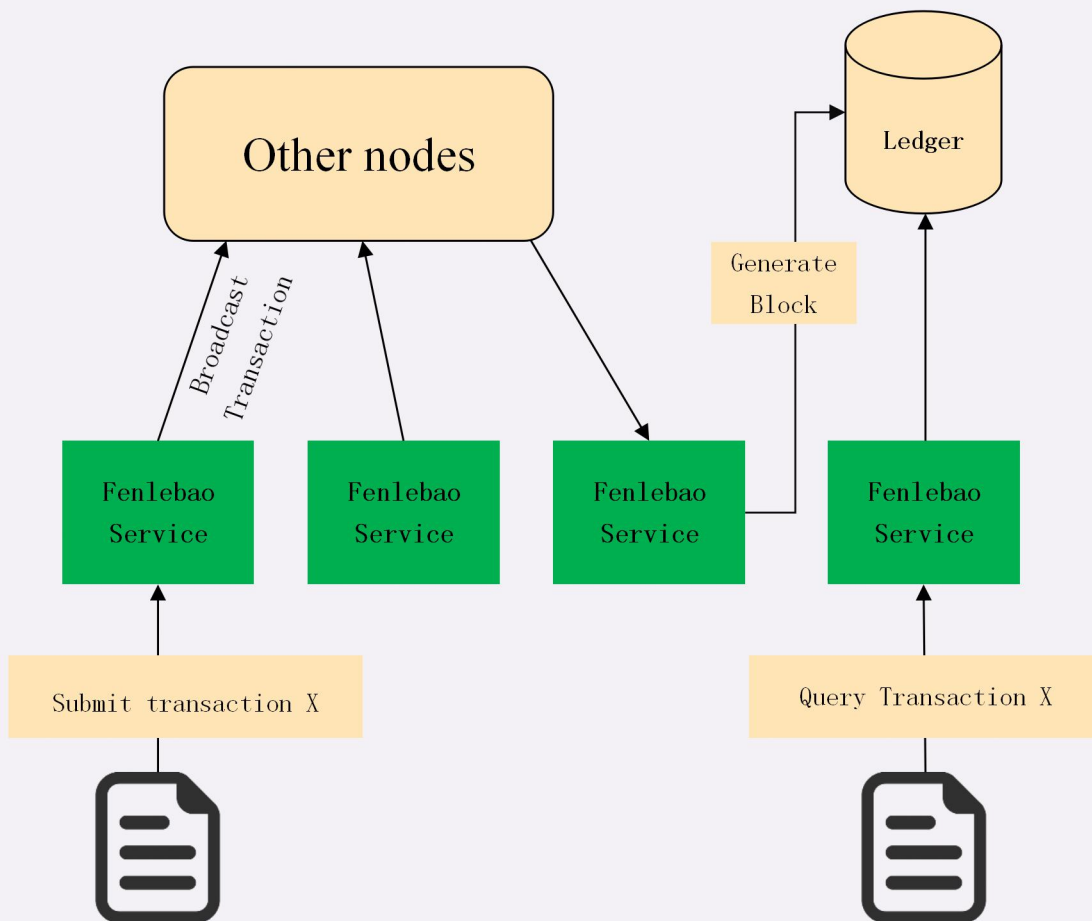 Other nodes
Ledger
Generate
Block
Broadcast
Transaction
Fenlebao
Service
Fenlebao
Service
Fenlebao
Service
Fenlebao
Service
Submit transaction X
Query Transaction X